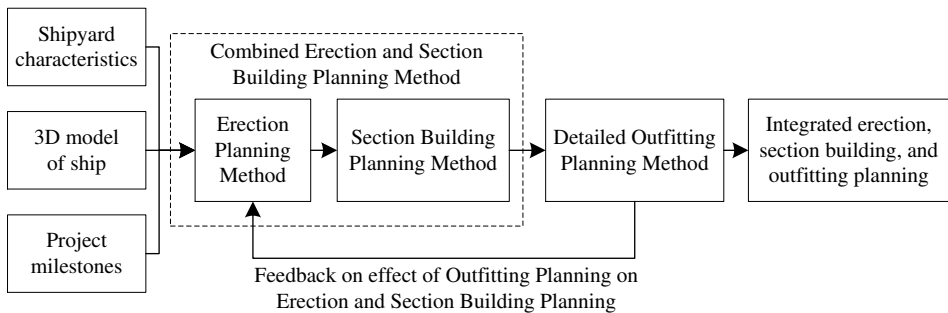 Shipyard
characteristics
3D model
of ship
Project
milestones
Combined Erection and Section
Building Planning Method
Erection
Planning
Method
Section Building
Planning Method
Detailed Outfitting
Planning Method
Integrated erection,
section building, and
outfitting planning
Feedback on effect of Outfitting Planning on
Erection and Section Building Planning